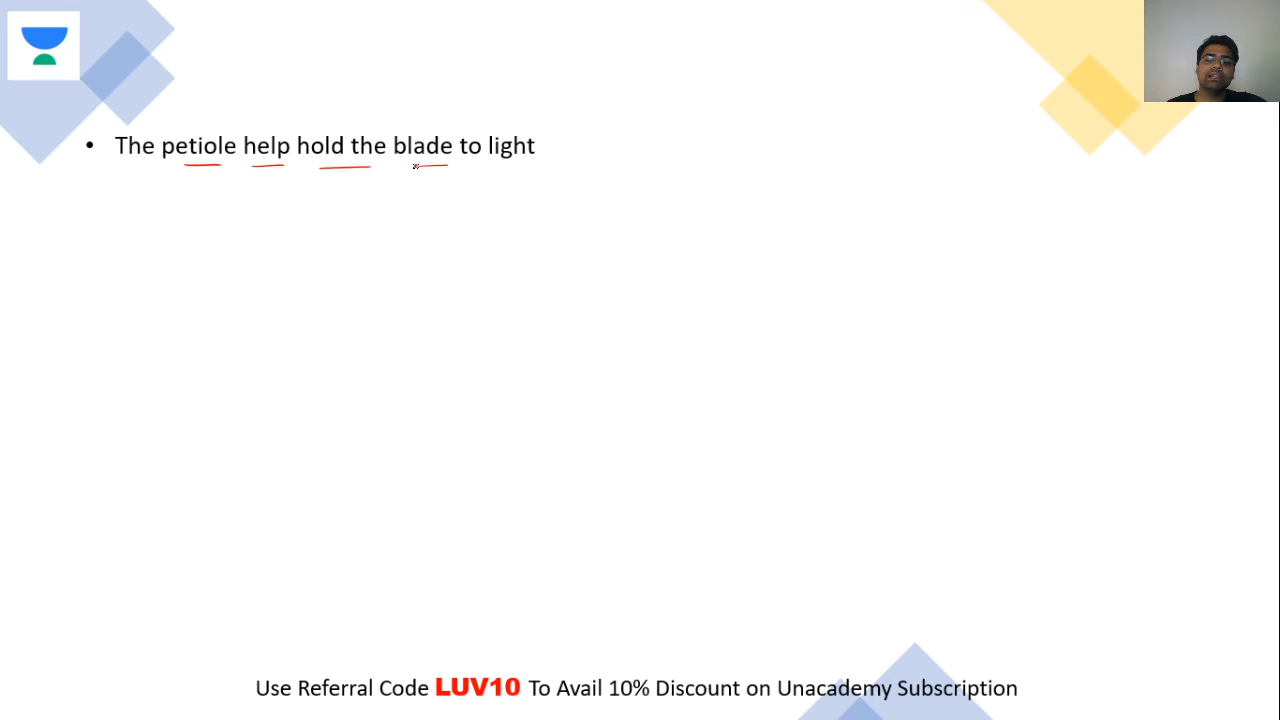 • The petiole help hold the blade to light
Use Referral Code LUV10 To Avail 10% Discount on Unacademy Subscription